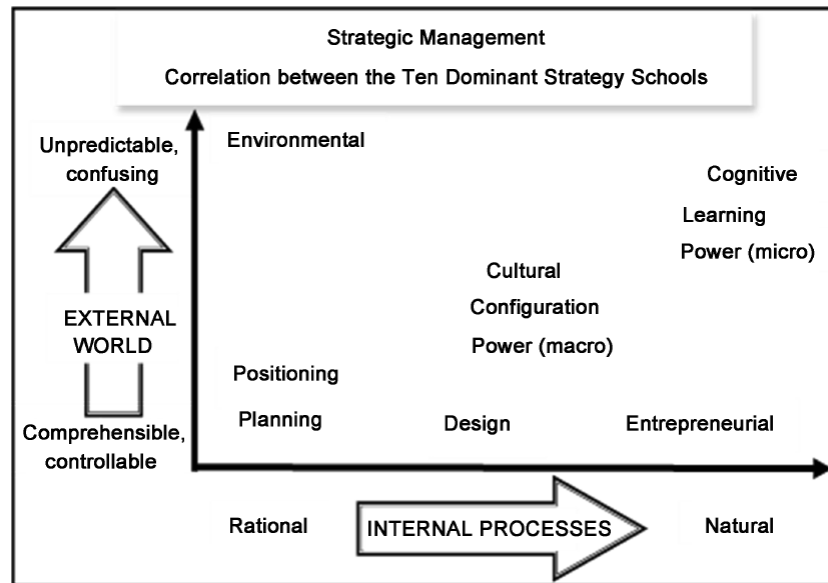 Strategic Management
Correlation between the Ten Dominant Strategy Schools
Unpredictable,
confusing
EXTERNAL
WORLD
Comprehensible,
controllable
Environmental
Cognitive
Learning
Power (micro)
Cultural
Configuration
Power (macro)
Positioning
Planning
Design
Entrepreneurial
Rational
INTERNAL PROCESSES
Natural